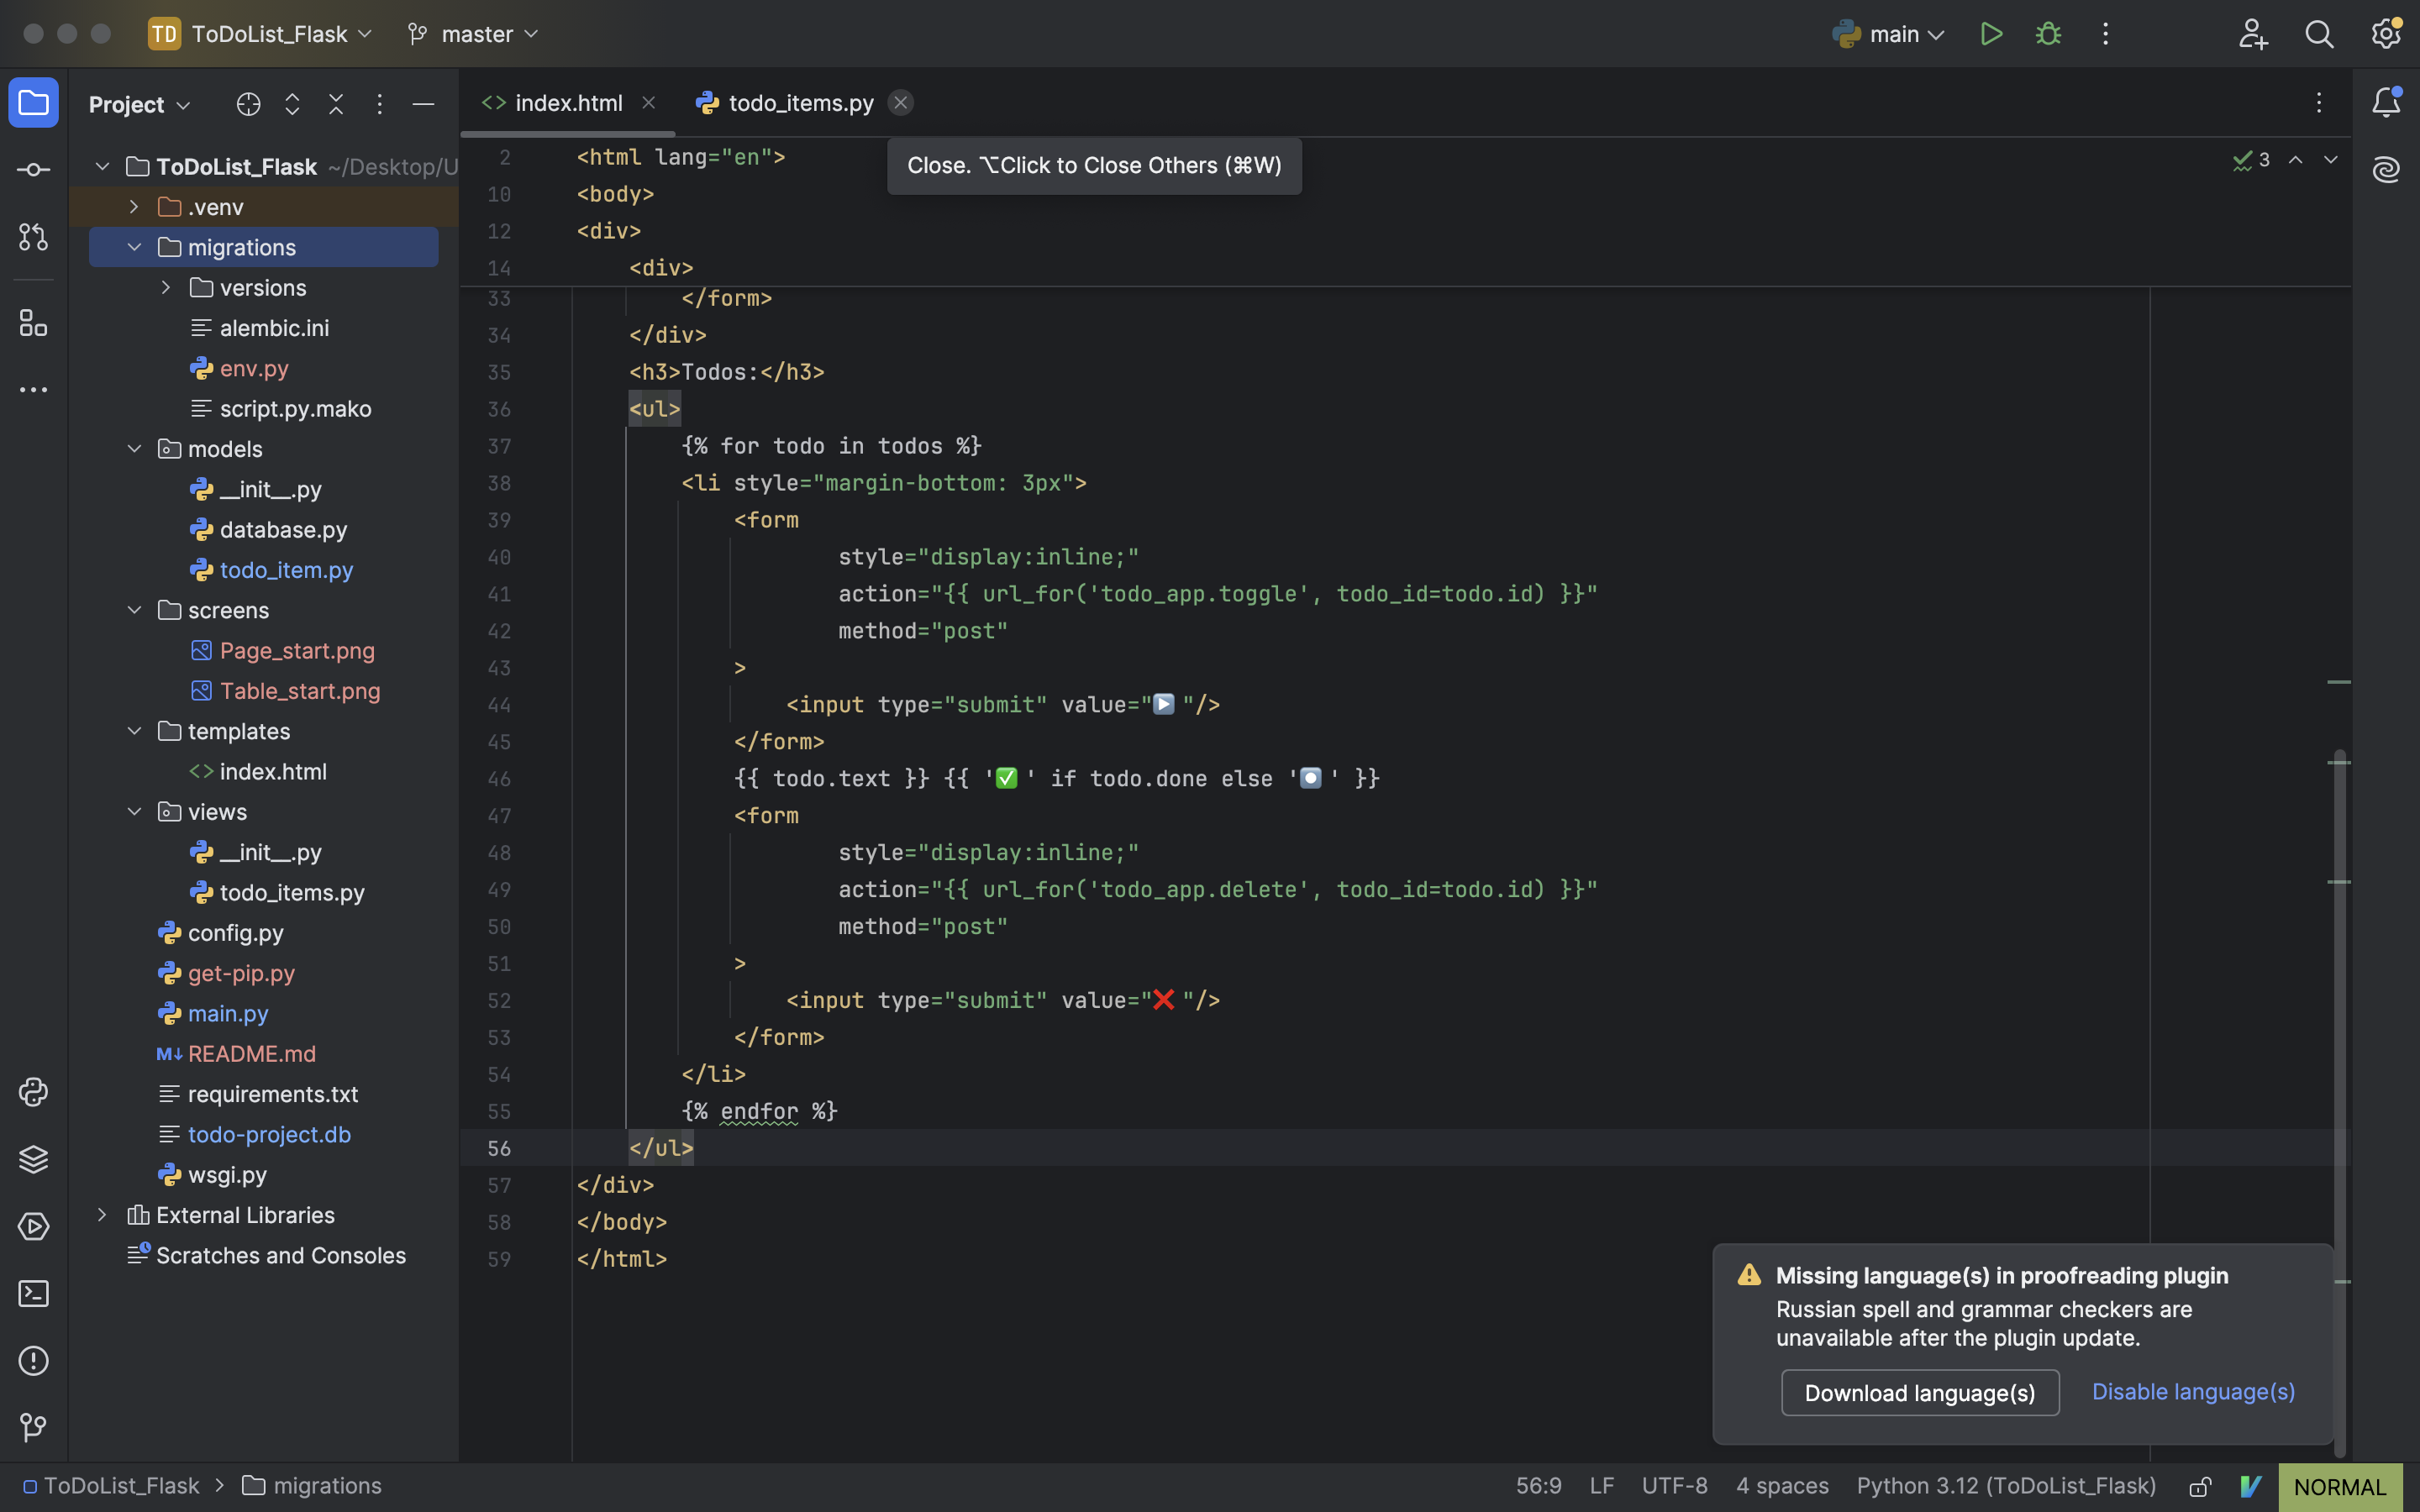 TD ToDoList_Flask master main
Project
index.html todo_items.py
Close. ⌥Click to Close Others (⌘W)
ToDoList_Flask ~/Desktop/U
.venv
migrations
versions
alembic.ini
env.py
script.py.mako
models
__init__.py
database.py
todo_item.py
screens
Page_start.png
Table_start.png
templates
index.html
views
__init__.py
todo_items.py
config.py
get-pip.py
main.py
M↓ README.md
requirements.txt
todo-project.db
wsgi.py
External Libraries
Scratches and Consoles
3
2 <html lang="en">
10 <body>
12 <div>
14 <div>
33 </form>
34 </div>
35 <h3>Todos:</h3>
36 <ul>
37 {% for todo in todos %}
38 <li style="margin-bottom: 3px">
39 <form
40 style="display:inline;"
41 action="{{ url_for('todo_app.toggle', todo_id=todo.id) }}"
42 method="post"
43 >
44 <input type="submit" value="▶️ "/>
45 </form>
46 {{ todo.text }} {{ '✅ ' if todo.done else '⏺️ ' }}
47 <form
48 style="display:inline;"
49 action="{{ url_for('todo_app.delete', todo_id=todo.id) }}"
50 method="post"
51 >
52 <input type="submit" value="❌ "/>
53 </form>
54 </li>
55 {% endfor %}
56 </ul>
57 </div>
58 </body>
59 </html>
Missing language(s) in proofreading plugin
Russian spell and grammar checkers are
unavailable after the plugin update.
Download language(s) Disable language(s)
ToDoList_Flask > migrations
56:9 LF UTF-8 4 spaces Python 3.12 (ToDoList_Flask) NORMAL